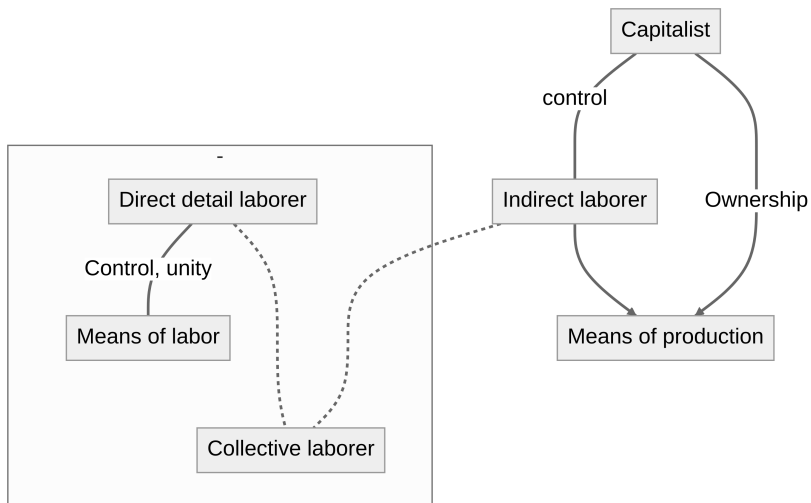 Capitalist
control
-
Direct detail laborer
Indirect laborer
Ownership
Control, unity
Means of labor
Means of production
Collective laborer